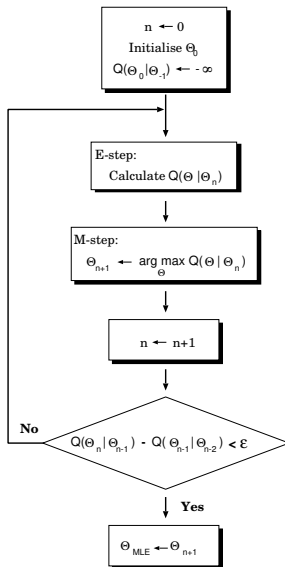 n ← 0
Initialise Θ₀
Q(Θ₀|Θ₋₁) ← -∞
E-step:
Calculate Q(Θ|Θₙ)
M-step:
Θₙ₊₁ ← arg max Q(Θ|Θₙ)
Θ
n ← n+1
No
Q(Θₙ|Θₙ₋₁) - Q(Θₙ₋₁|Θₙ₋₂) < ε
Yes
Θ_MLE ← Θₙ₊₁